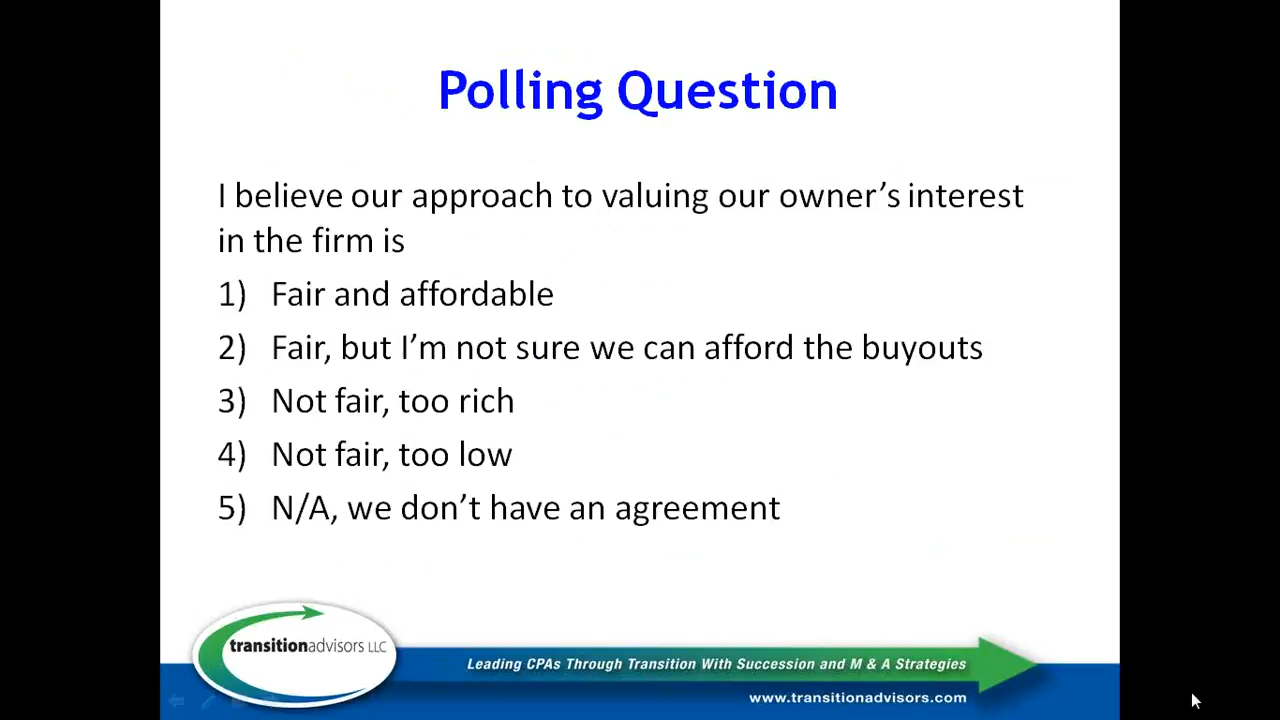 Polling Question
I believe our approach to valuing our owner’s interest
in the firm is
1) Fair and affordable
2) Fair, but I’m not sure we can afford the buyouts
3) Not fair, too rich
4) Not fair, too low
5) N/A, we don’t have an agreement
transitionadvisors LLC
Leading CPAs Through Transition With Succession and M & A Strategies
www.transitionadvisors.com